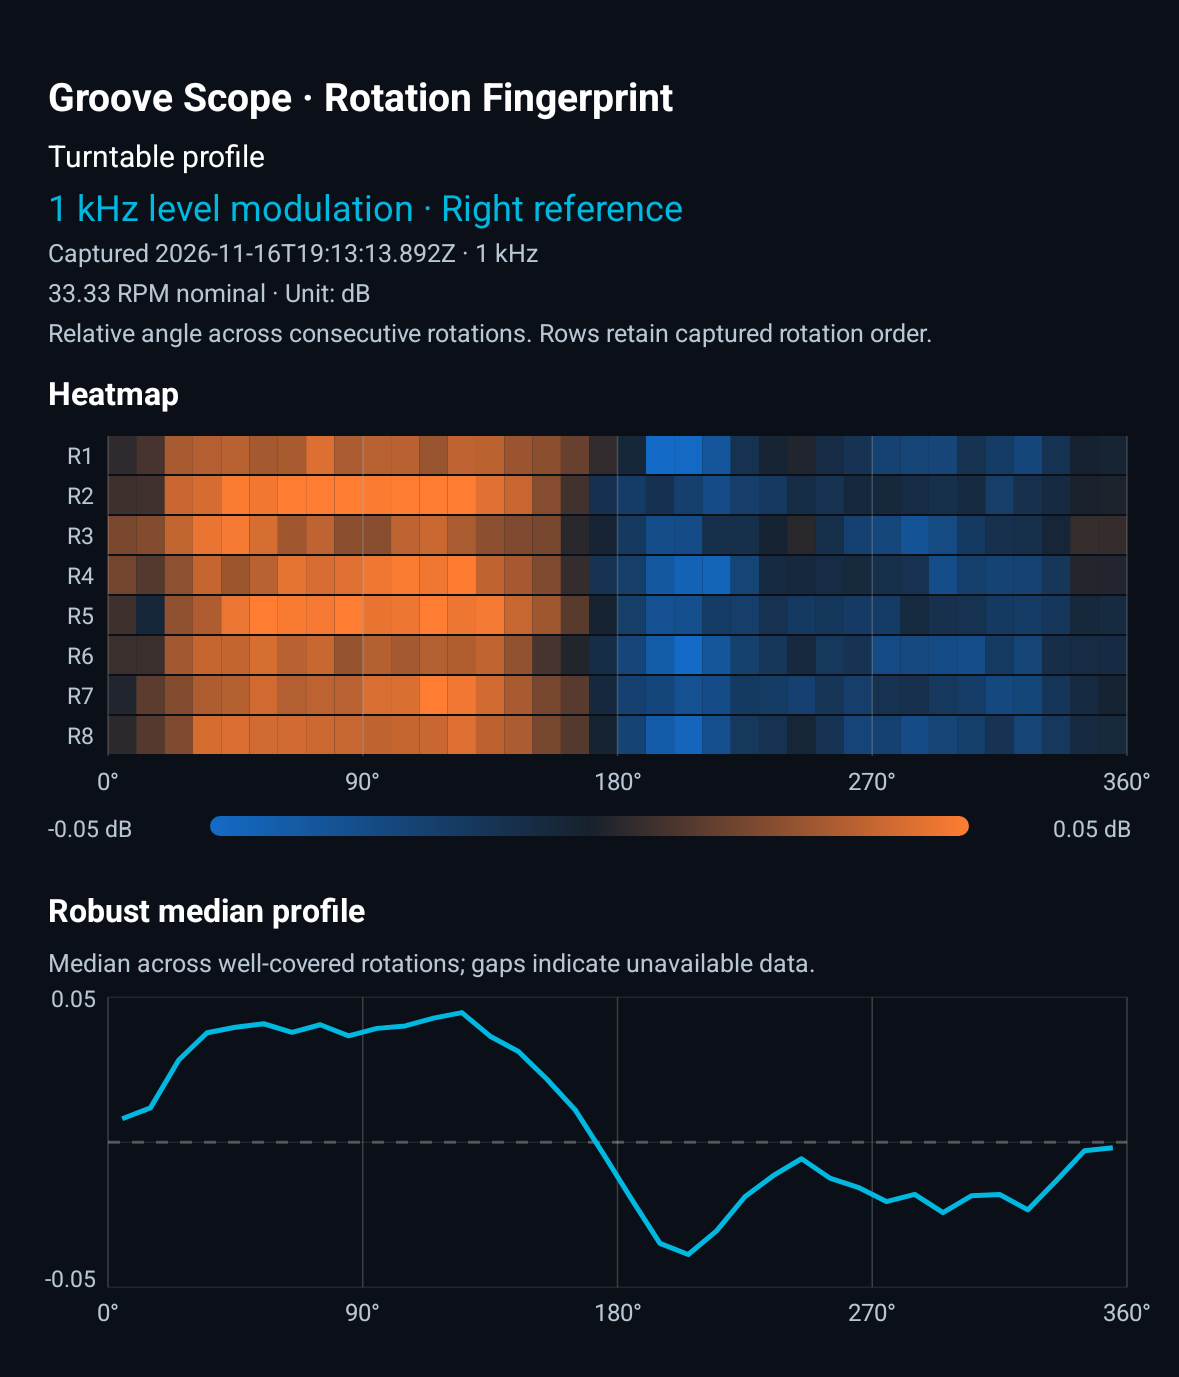 Groove Scope · Rotation Fingerprint
Turntable profile
1 kHz level modulation · Right reference
Captured 2026-11-16T19:13:13.892Z · 1 kHz
33.33 RPM nominal · Unit: dB
Relative angle across consecutive rotations. Rows retain captured rotation order.
Heatmap
R1
R2
R3
R4
R5
R6
R7
R8
0° 90° 180° 270° 360°
-0.05 dB 0.05 dB
Robust median profile
Median across well-covered rotations; gaps indicate unavailable data.
0.05
-0.05
0° 90° 180° 270° 360°